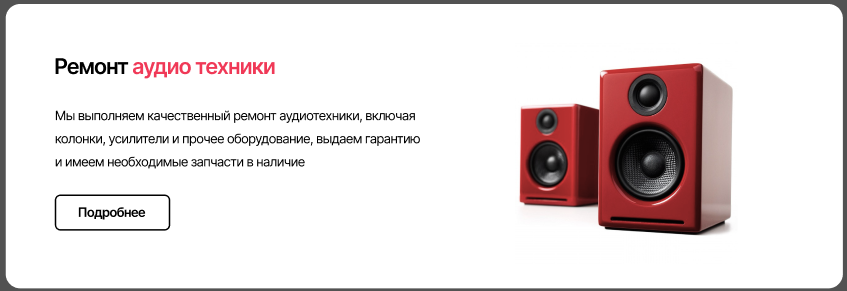 Ремонт аудио техники
Мы выполняем качественный ремонт аудиотехники, включая
колонки, усилители и прочее оборудование, выдаем гарантию
и имеем необходимые запчасти в наличие
Подробнее